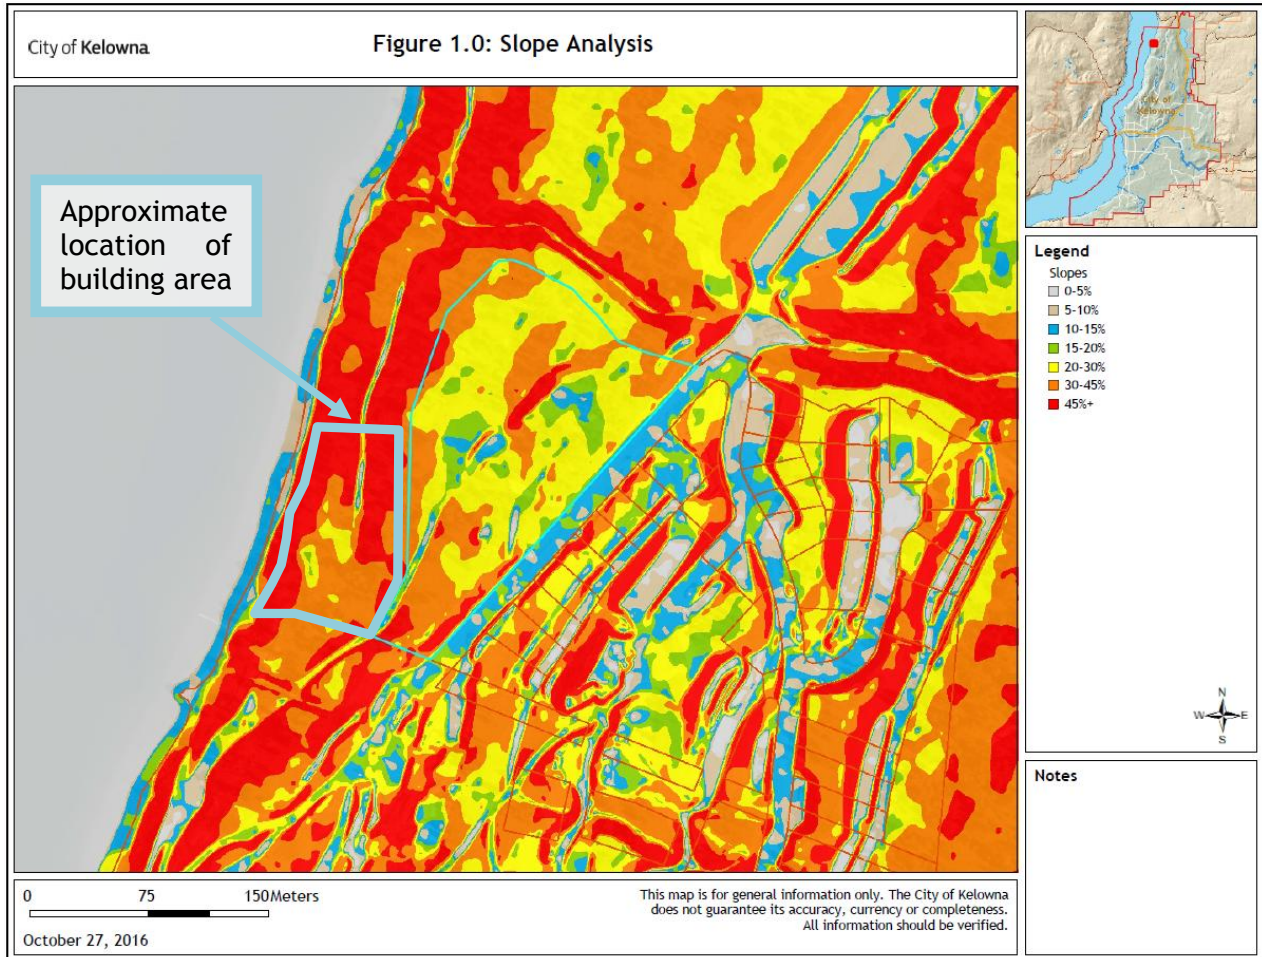 City of Kelowna
Figure 1.0: Slope Analysis
City of
Kelowna
Approximate
location of
building area
Legend
Slopes
0-5%
5-10%
10-15%
15-20%
20-30%
30-45%
45%+
N
W E
S
Notes
0 75 150Meters
October 27, 2016
This map is for general information only. The City of Kelowna
does not guarantee its accuracy, currency or completeness.
All information should be verified.